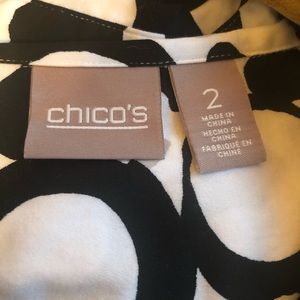 chico's
2
MADE IN
CHINA
HECHO EN
CHINA
FABRIQUÉ EN
CHINE